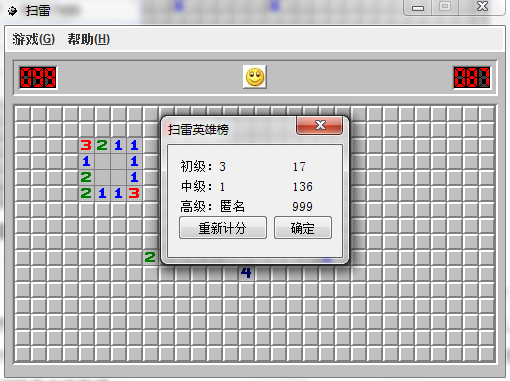 扫雷
游戏(G) 帮助(H)
扫雷英雄榜
初级：3 17
中级：1 136
高级：匿名 999
重新计分 确定
3 2 1 1
1 1
2 1
2 1 1 3
2
4